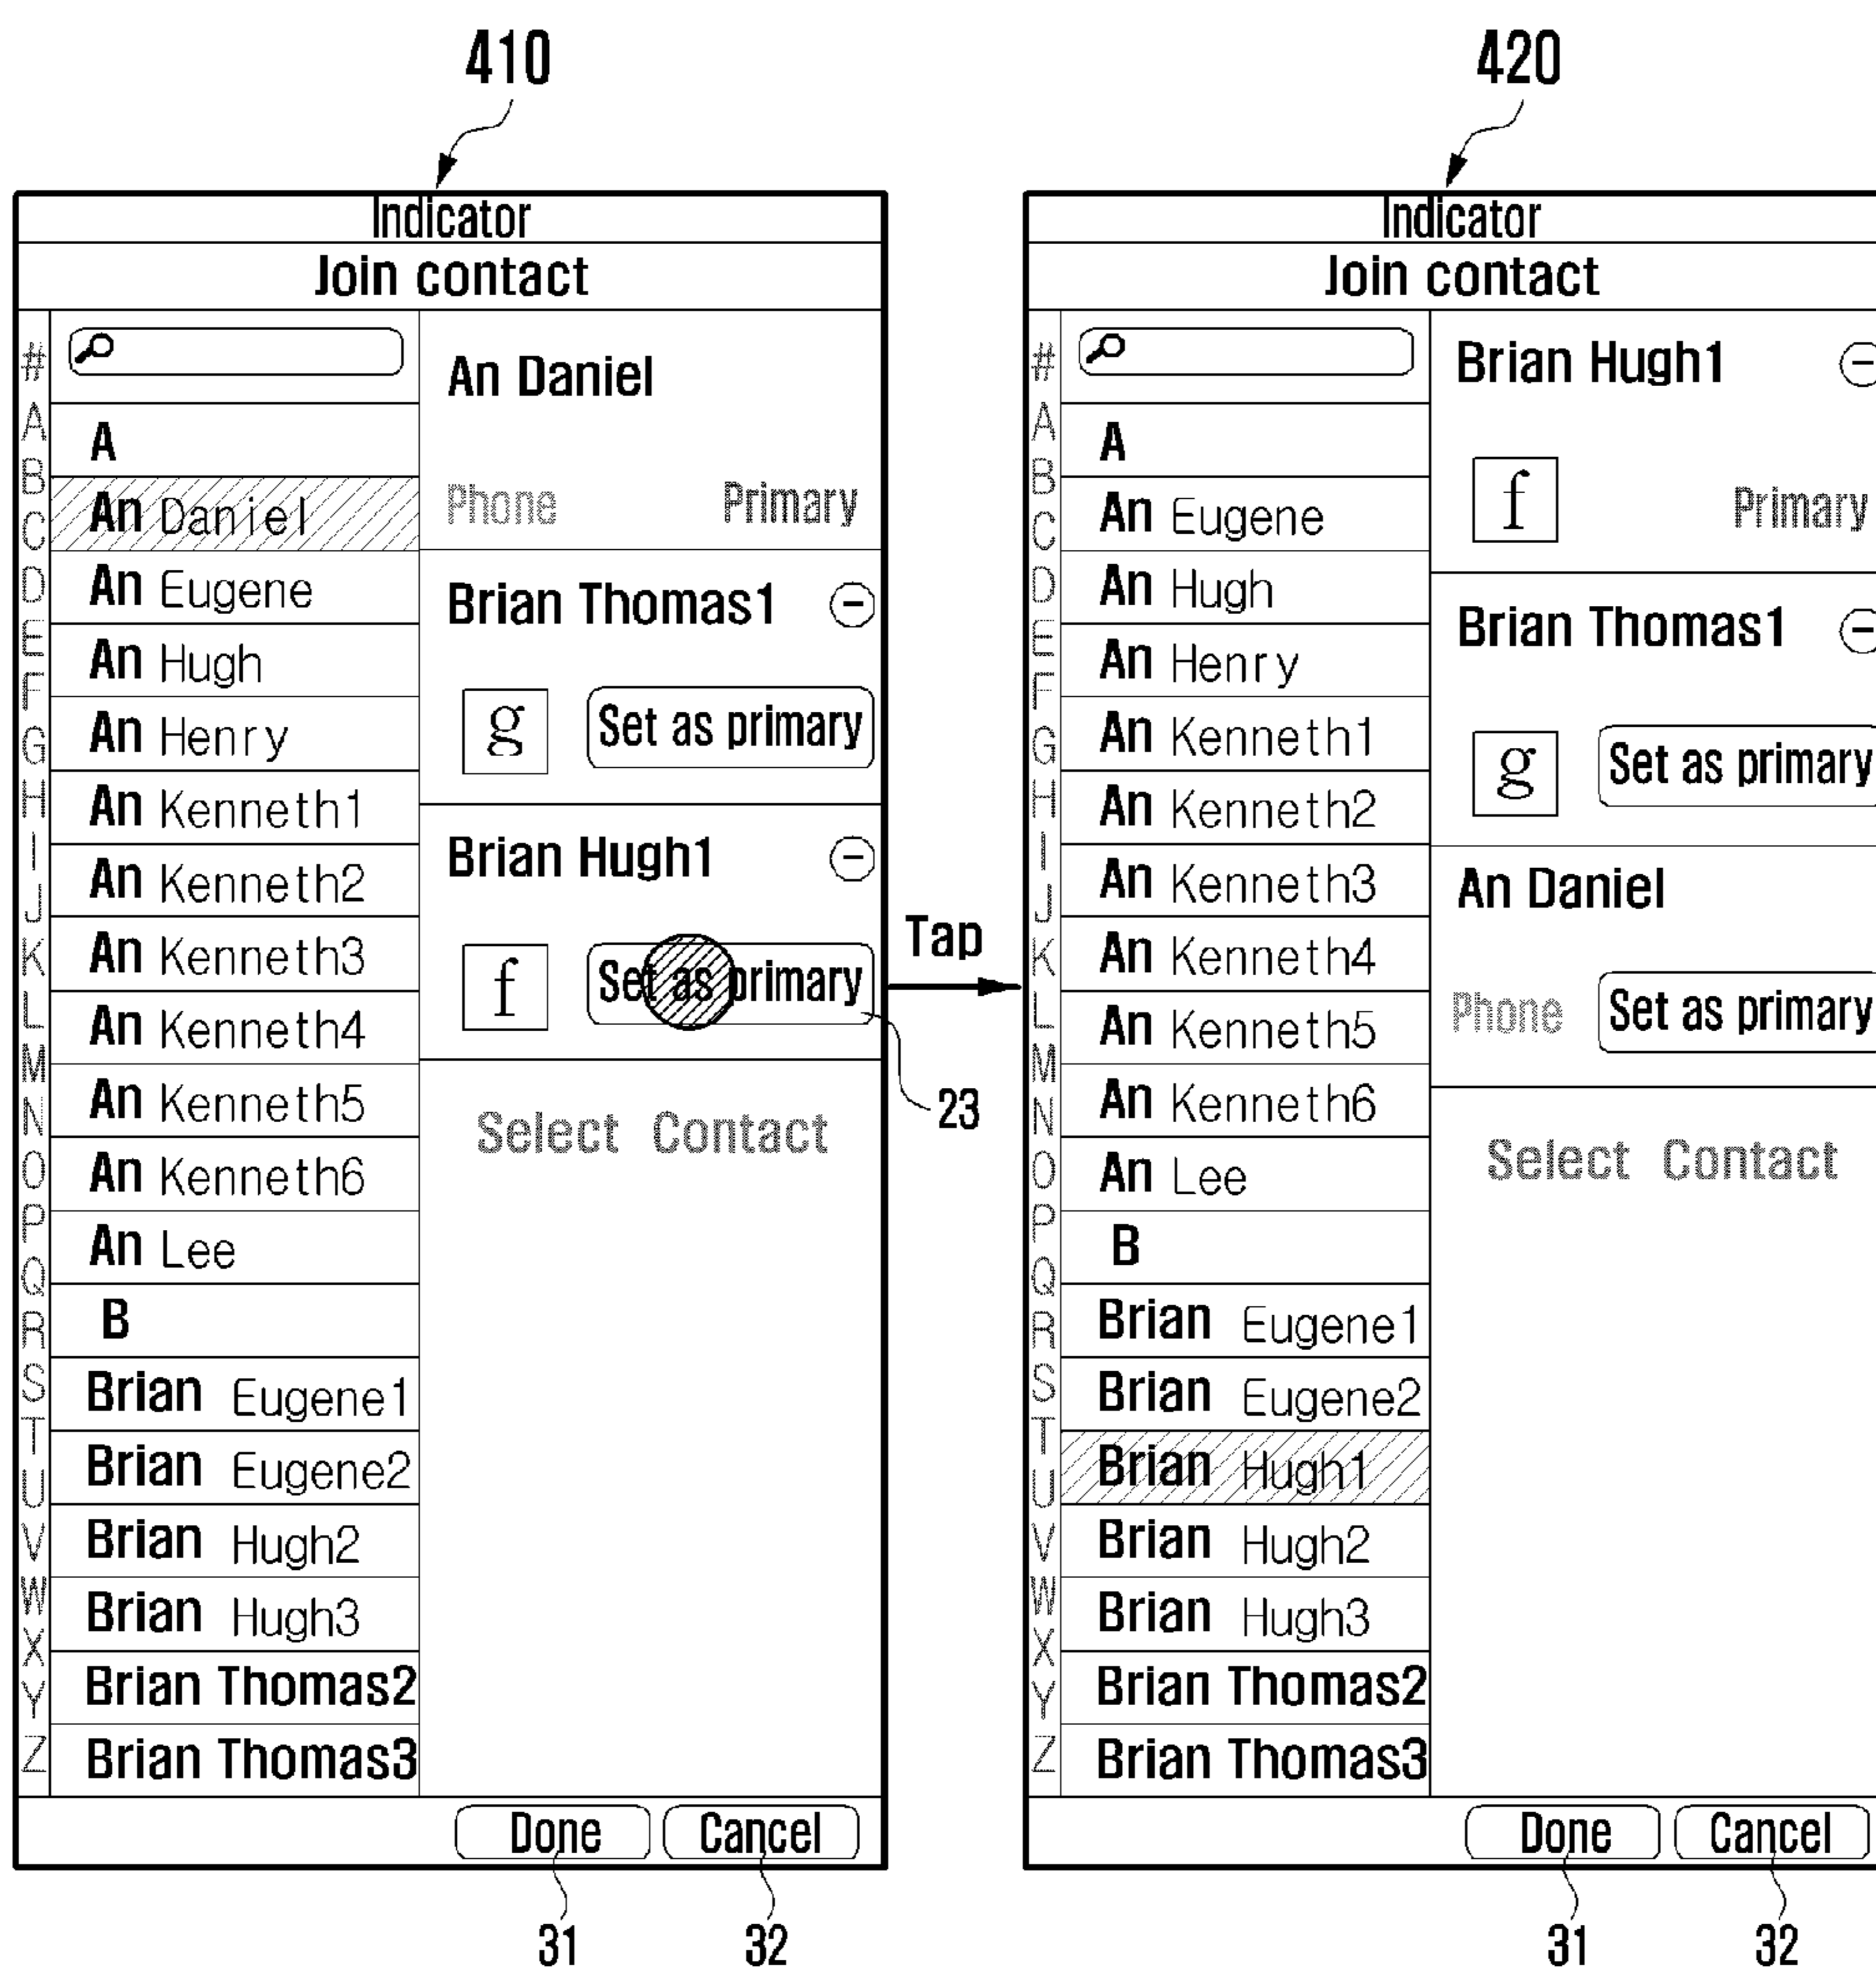 410
Indicator
Join contact
#
A
B
C
D
E
F
G
H
I
J
K
L
M
N
O
P
Q
R
S
T
U
V
W
X
Y
Z
A
An Daniel
An Eugene
An Hugh
An Henry
An Kenneth1
An Kenneth2
An Kenneth3
An Kenneth4
An Kenneth5
An Kenneth6
An Lee
B
Brian Eugene1
Brian Eugene2
Brian Hugh2
Brian Hugh3
Brian Thomas2
Brian Thomas3
An Daniel
Phone Primary
Brian Thomas1
g Set as primary
Brian Hugh1
f Set as primary
23
Select Contact
Done Cancel
31 32
Tap
420
Indicator
Join contact
#
A
B
C
D
E
F
G
H
I
J
K
L
M
N
O
P
Q
R
S
T
U
V
W
X
Y
Z
A
An Eugene
An Hugh
An Henry
An Kenneth1
An Kenneth2
An Kenneth3
An Kenneth4
An Kenneth5
An Kenneth6
An Lee
B
Brian Eugene1
Brian Eugene2
Brian Hugh1
Brian Hugh2
Brian Hugh3
Brian Thomas2
Brian Thomas3
Brian Hugh1
f Primary
Brian Thomas1
g Set as primary
An Daniel
Phone Set as primary
Select Contact
Done Cancel
31 32